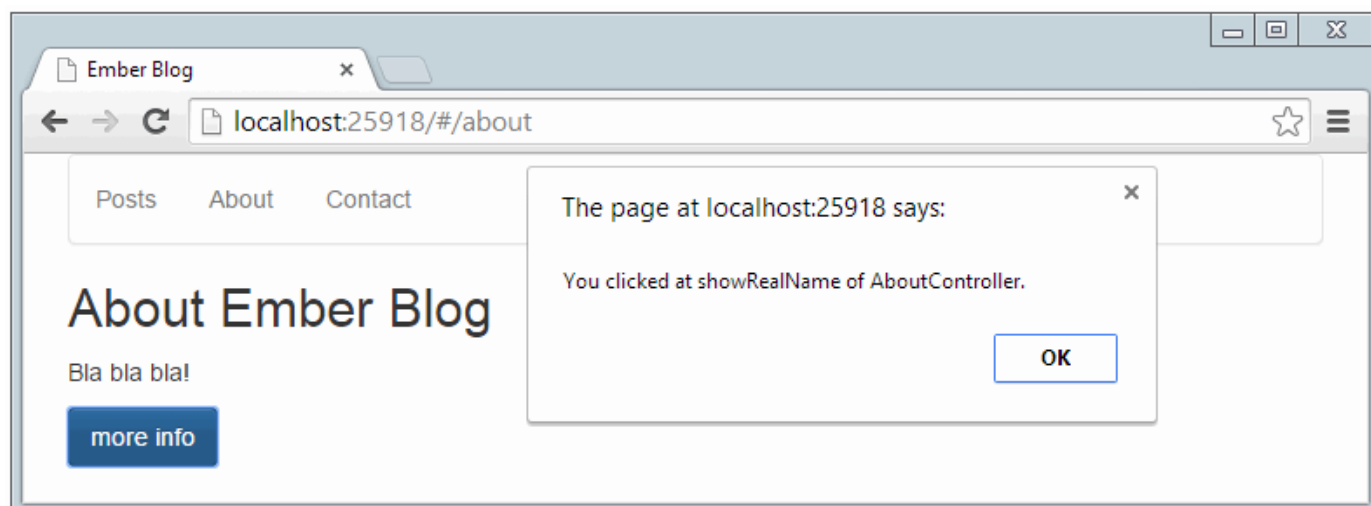 Ember Blog
localhost:25918/#/about
Posts About Contact
The page at localhost:25918 says:
You clicked at showRealName of AboutController.
OK
About Ember Blog
Bla bla bla!
more info